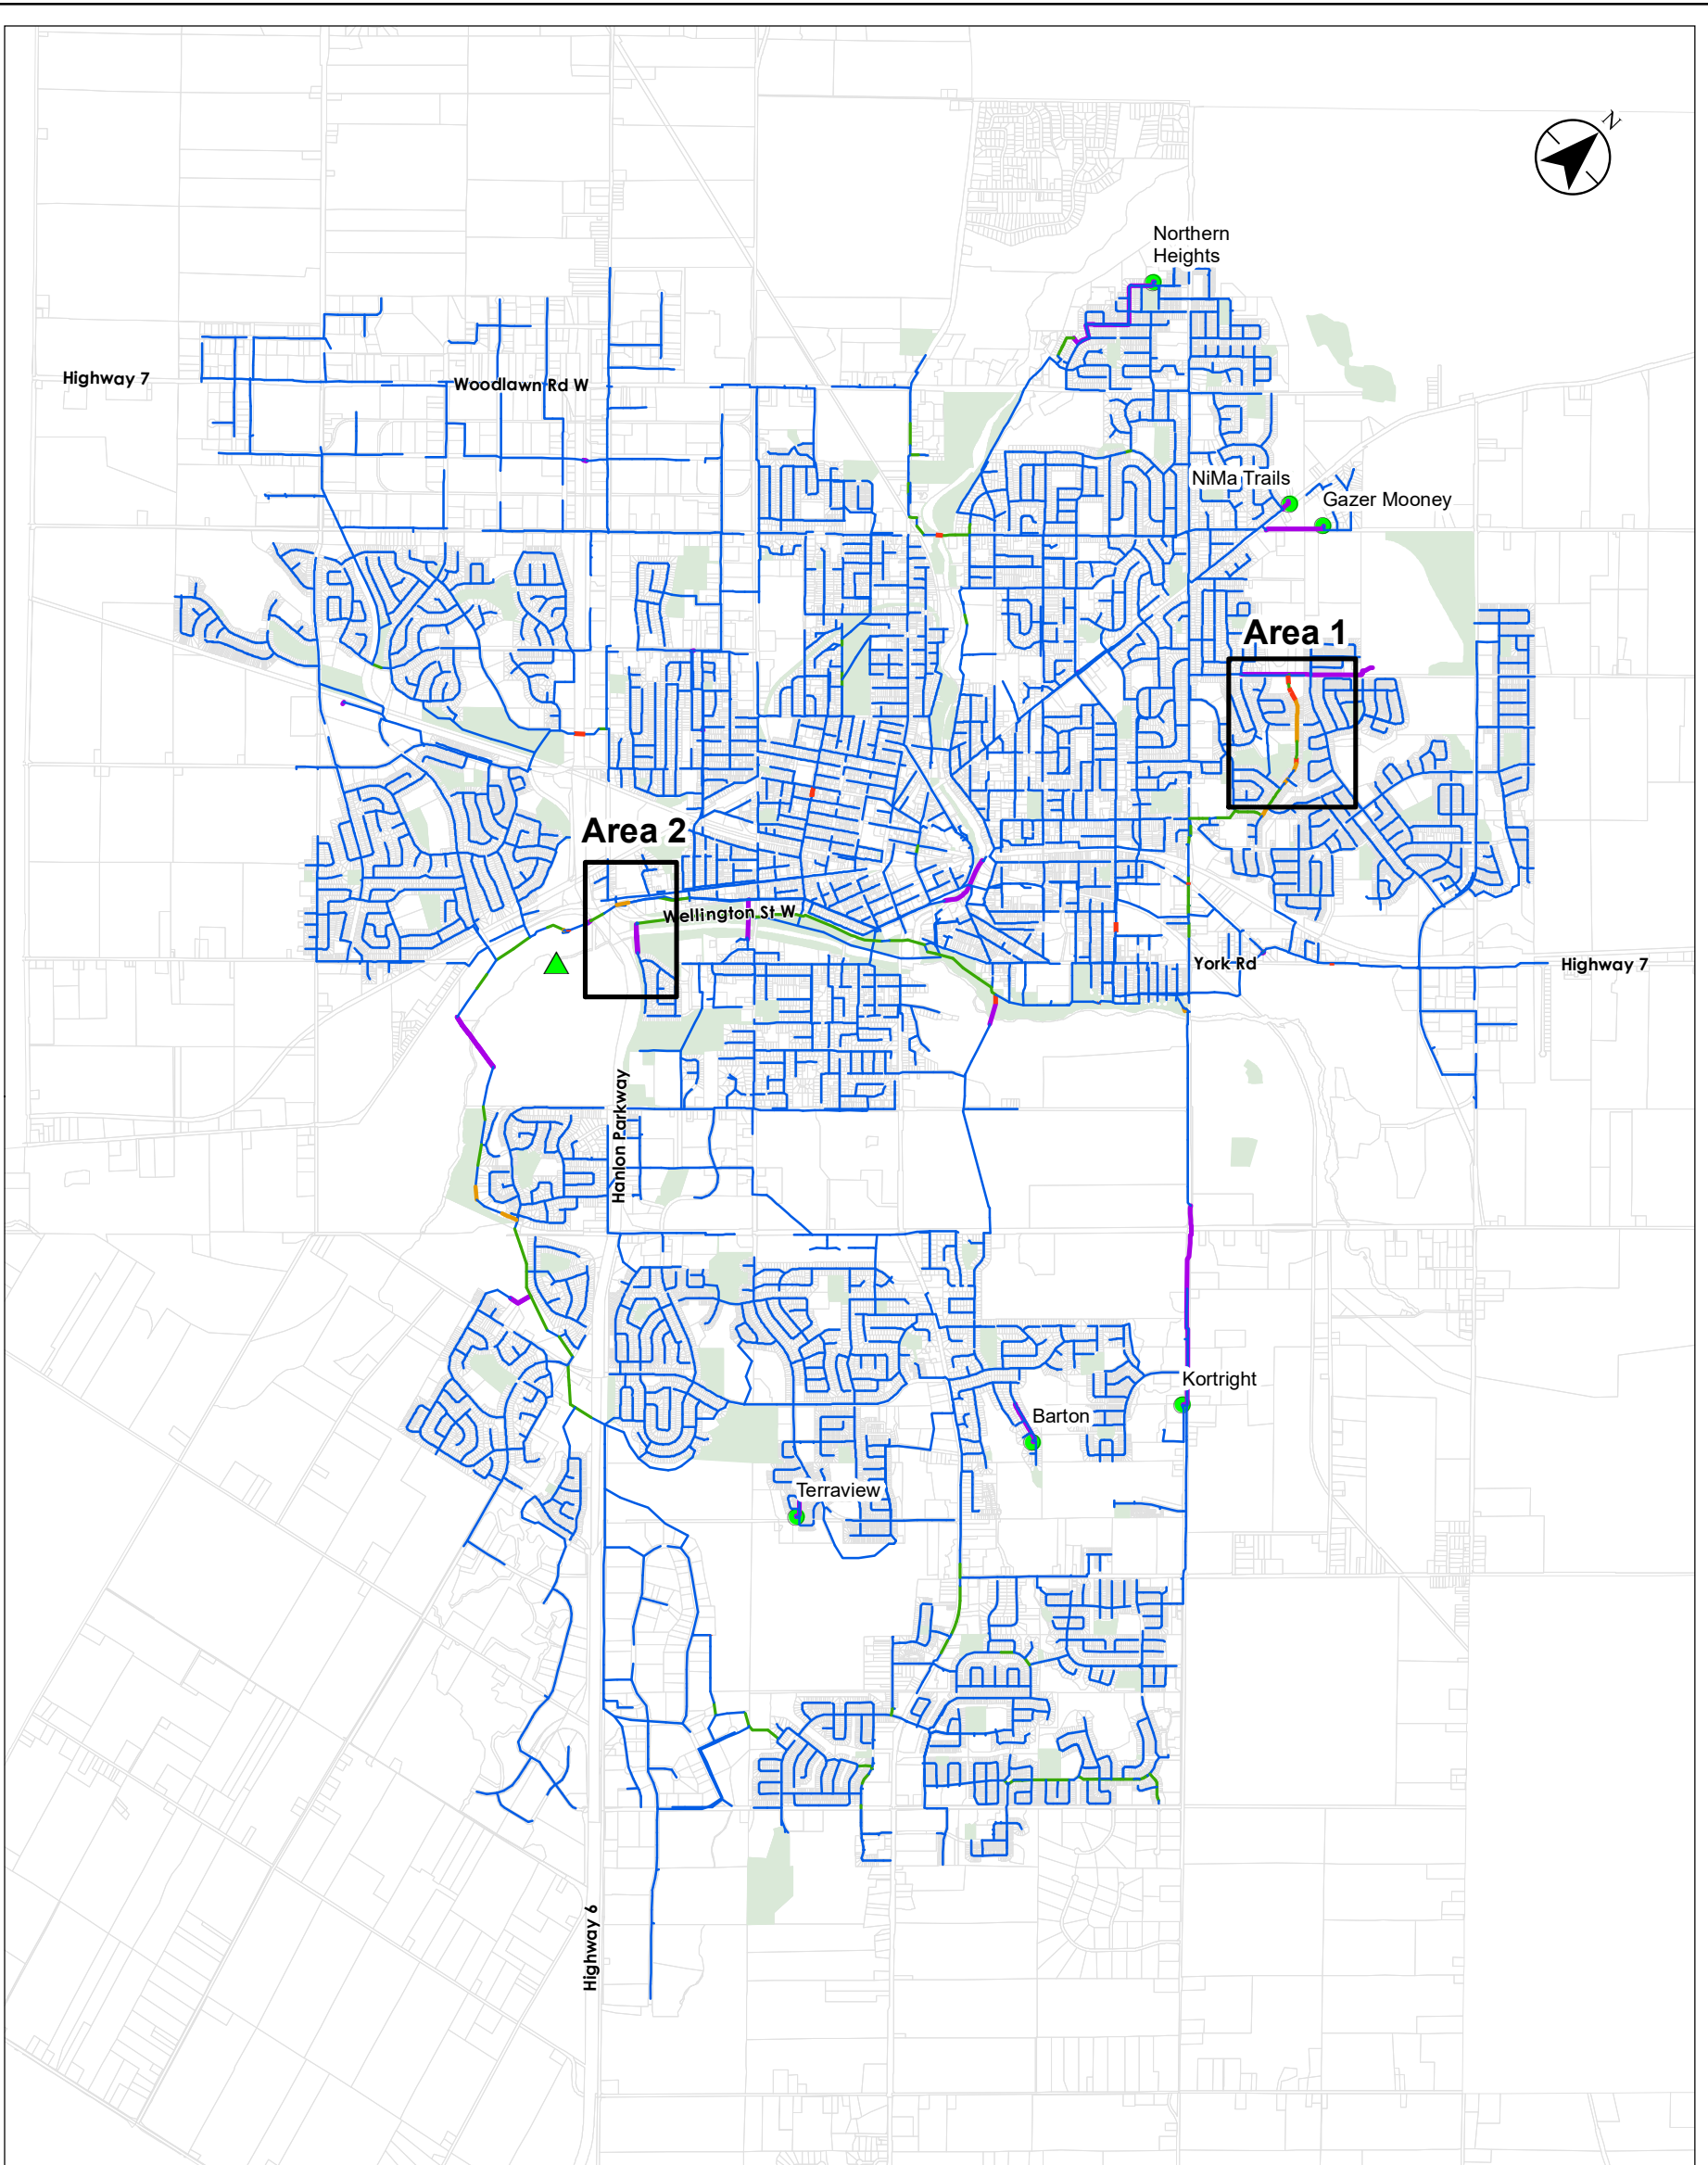 N
Northern
Heights
Highway 7
Woodlawn Rd W
NiMa Trails
Gazer Mooney
Area 1
Area 2
Wellington St W
York Rd
Highway 7
Hanlon Parkway
Kortright
Barton
Terraview
Highway 6